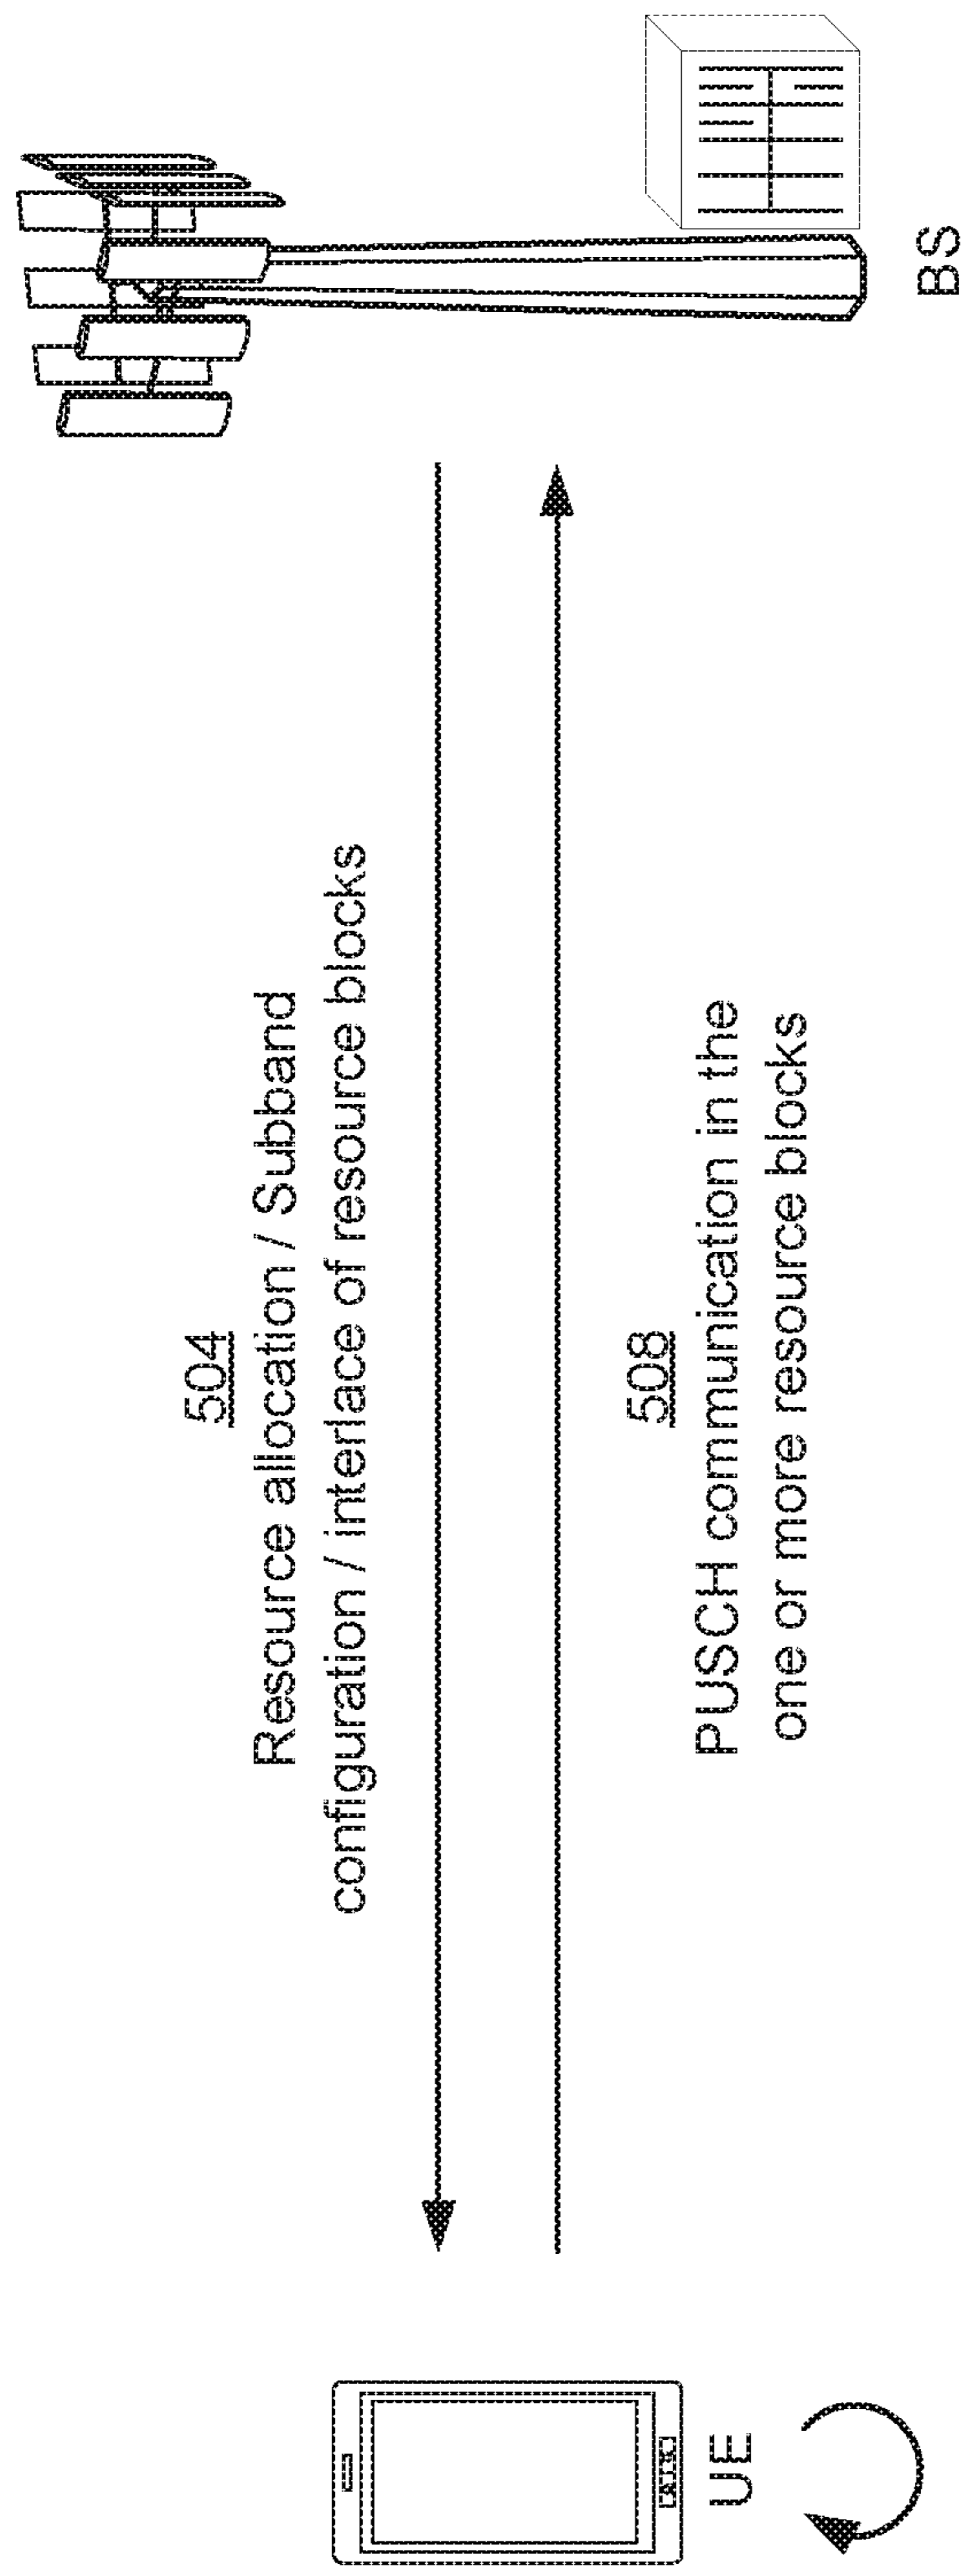 504
Resource allocation / Subband
configuration / interlace of resource blocks
508
PUSCH communication in the
one or more resource blocks
UE
BS